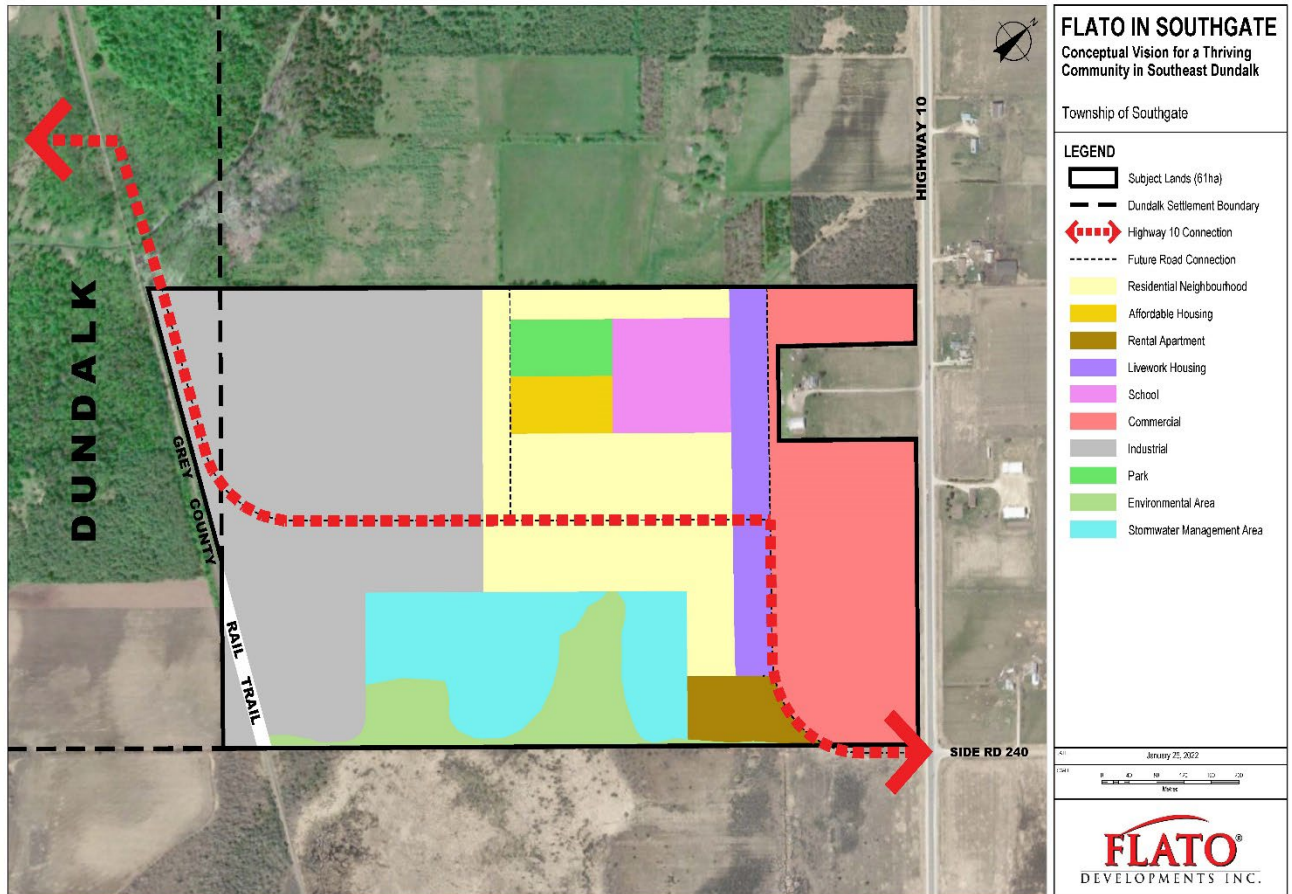 FLATO IN SOUTHGATE
Conceptual Vision for a Thriving
Community in Southeast Dundalk
Township of Southgate
LEGEND
Subject Lands (61ha)
Dundalk Settlement Boundary
Highway 10 Connection
Future Road Connection
Residential Neighbourhood
Affordable Housing
Rental Apartment
Livework Housing
School
Commercial
Industrial
Park
Environmental Area
Stormwater Management Area
HIGHWAY 10
DUNDALK
GREY COUNTY
RAIL TRAIL
SIDE RD 240
January 25, 2022
FLATO®
DEVELOPMENTS INC.